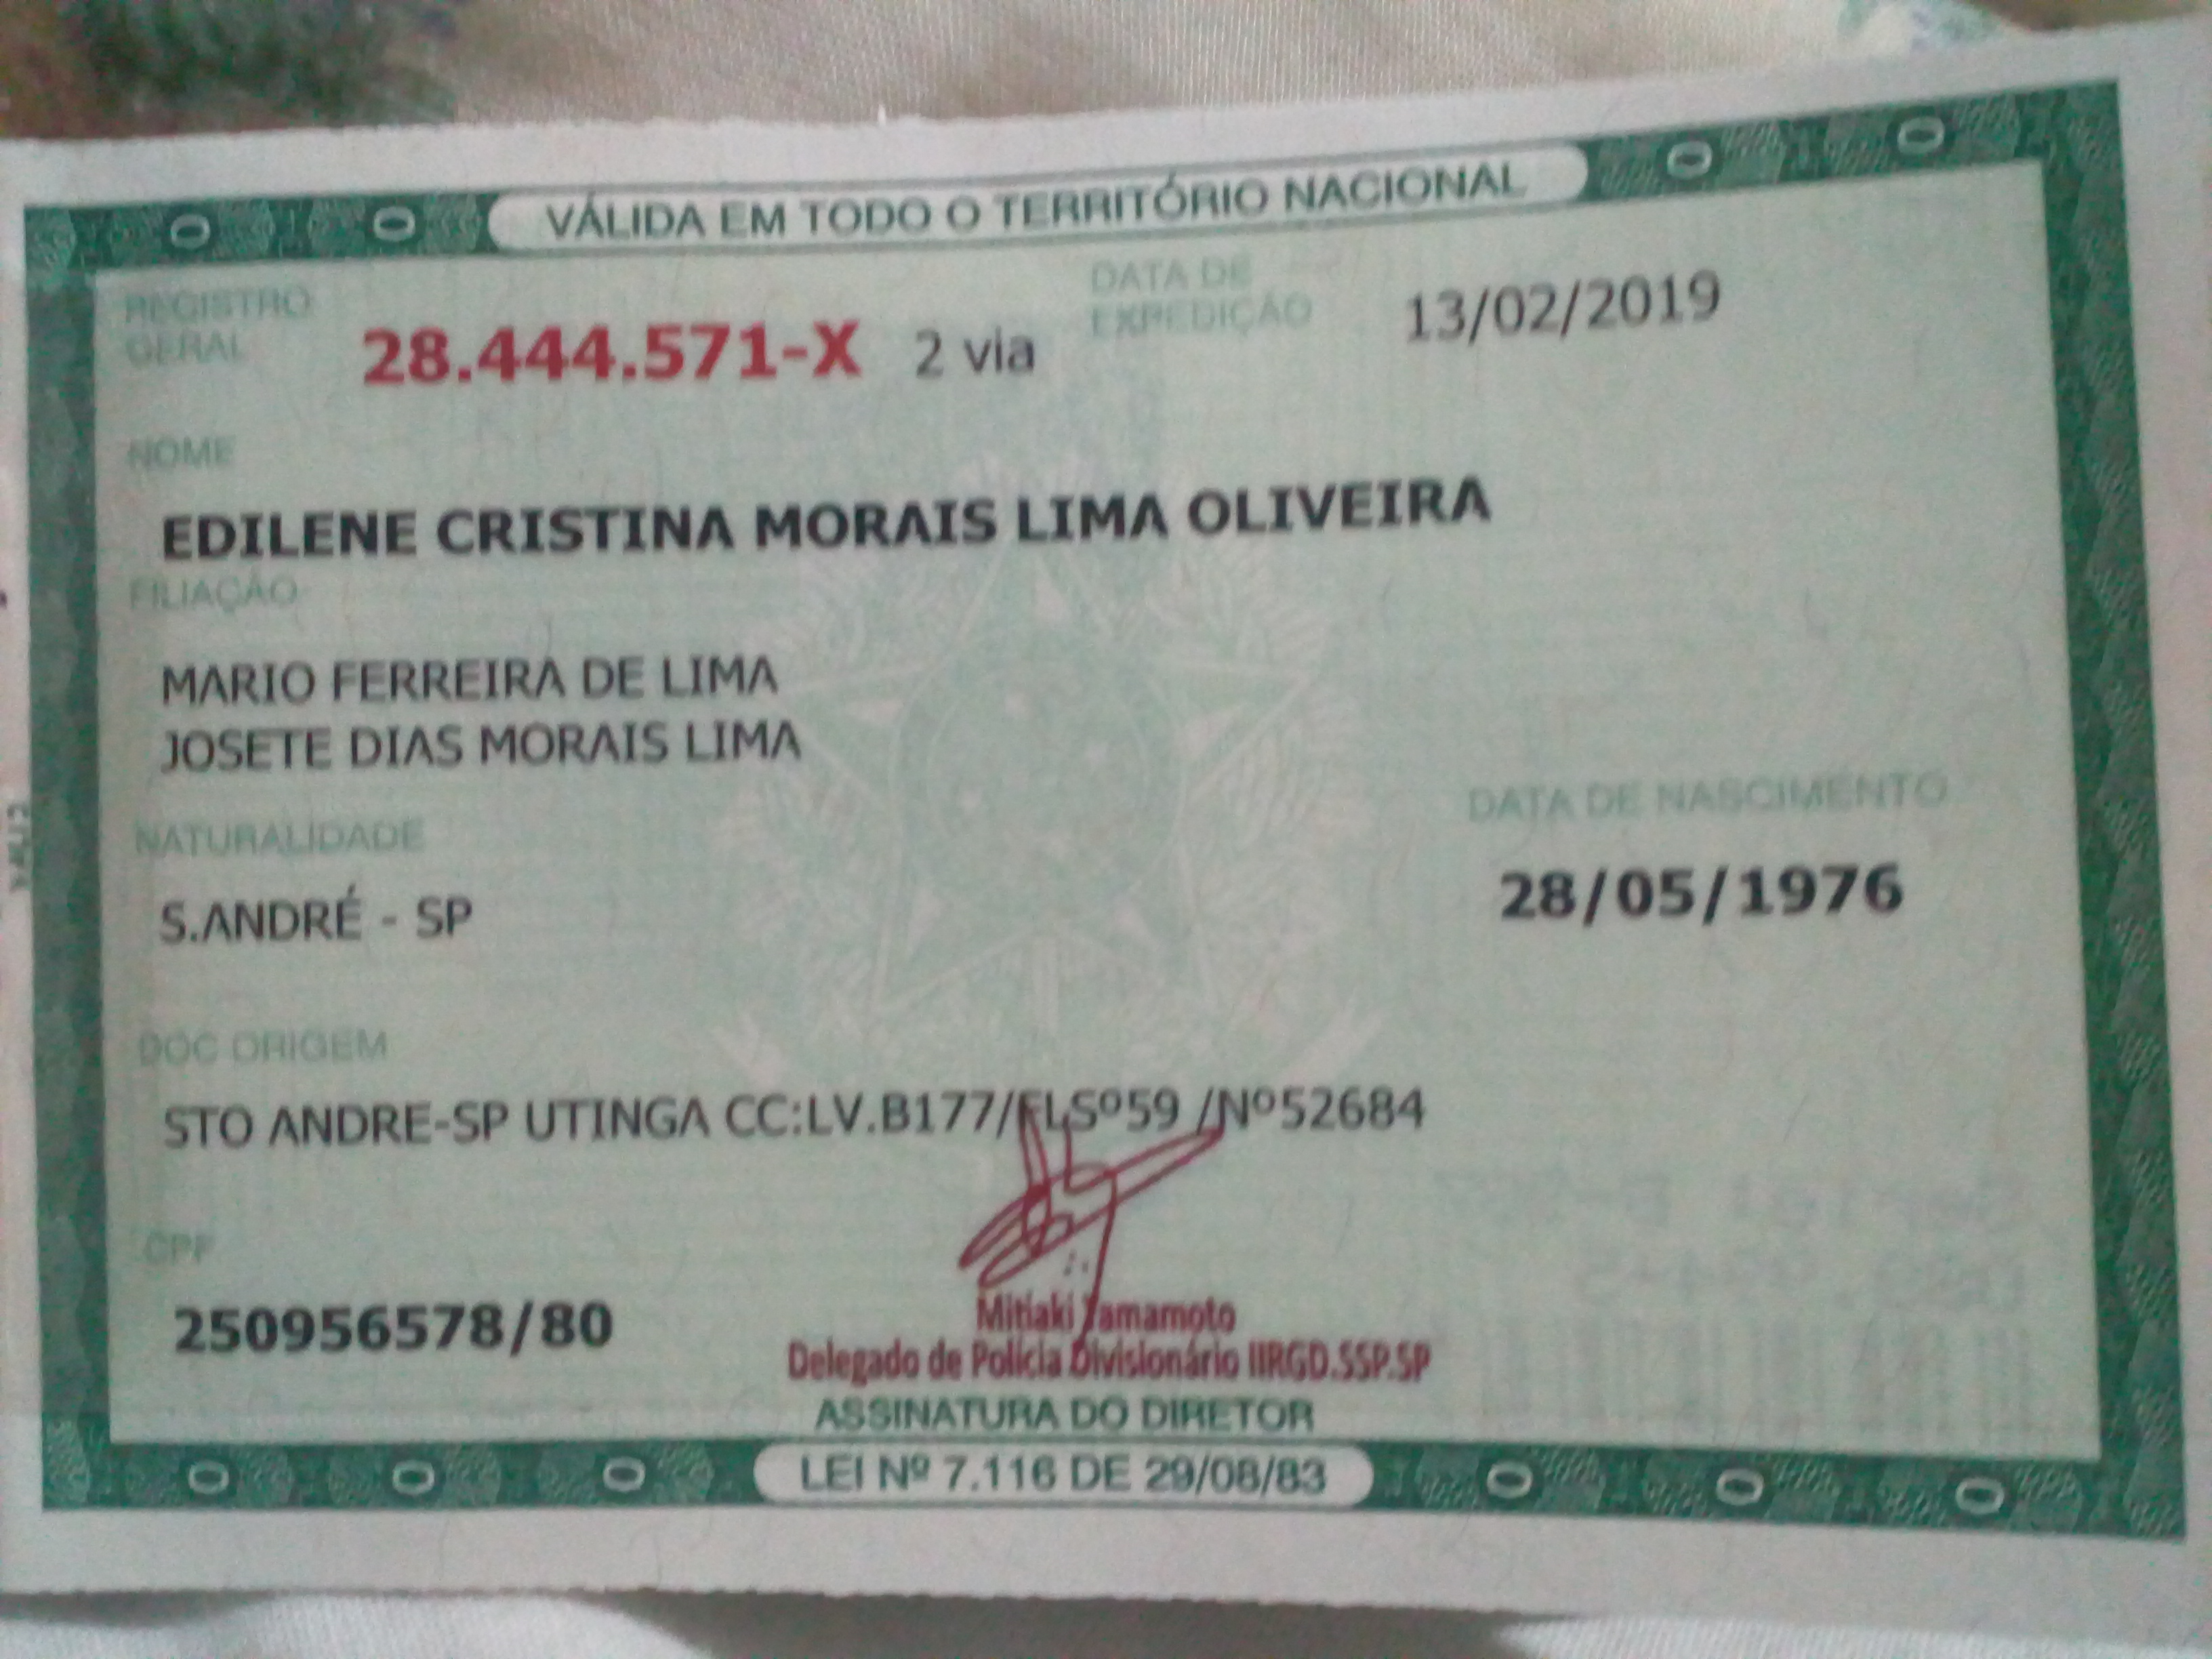 VÁLIDA EM TODO O TERRITÓRIO NACIONAL
REGISTRO GERAL 28.444.571-X 2 via DATA DE EXPEDIÇÃO 13/02/2019
NOME
EDILENE CRISTINA MORAIS LIMA OLIVEIRA
FILIAÇÃO
MARIO FERREIRA DE LIMA
JOSETE DIAS MORAIS LIMA
NATURALIDADE DATA DE NASCIMENTO
S.ANDRÉ - SP 28/05/1976
DOC ORIGEM
STO ANDRE-SP UTINGA CC:LV.B177/FLSº59 /Nº52684
CPF
250956578/80
Mitiaki Yamamoto
Delegado de Polícia Divisionário IIRGD.SSP.SP
ASSINATURA DO DIRETOR
LEI Nº 7.116 DE 29/08/83